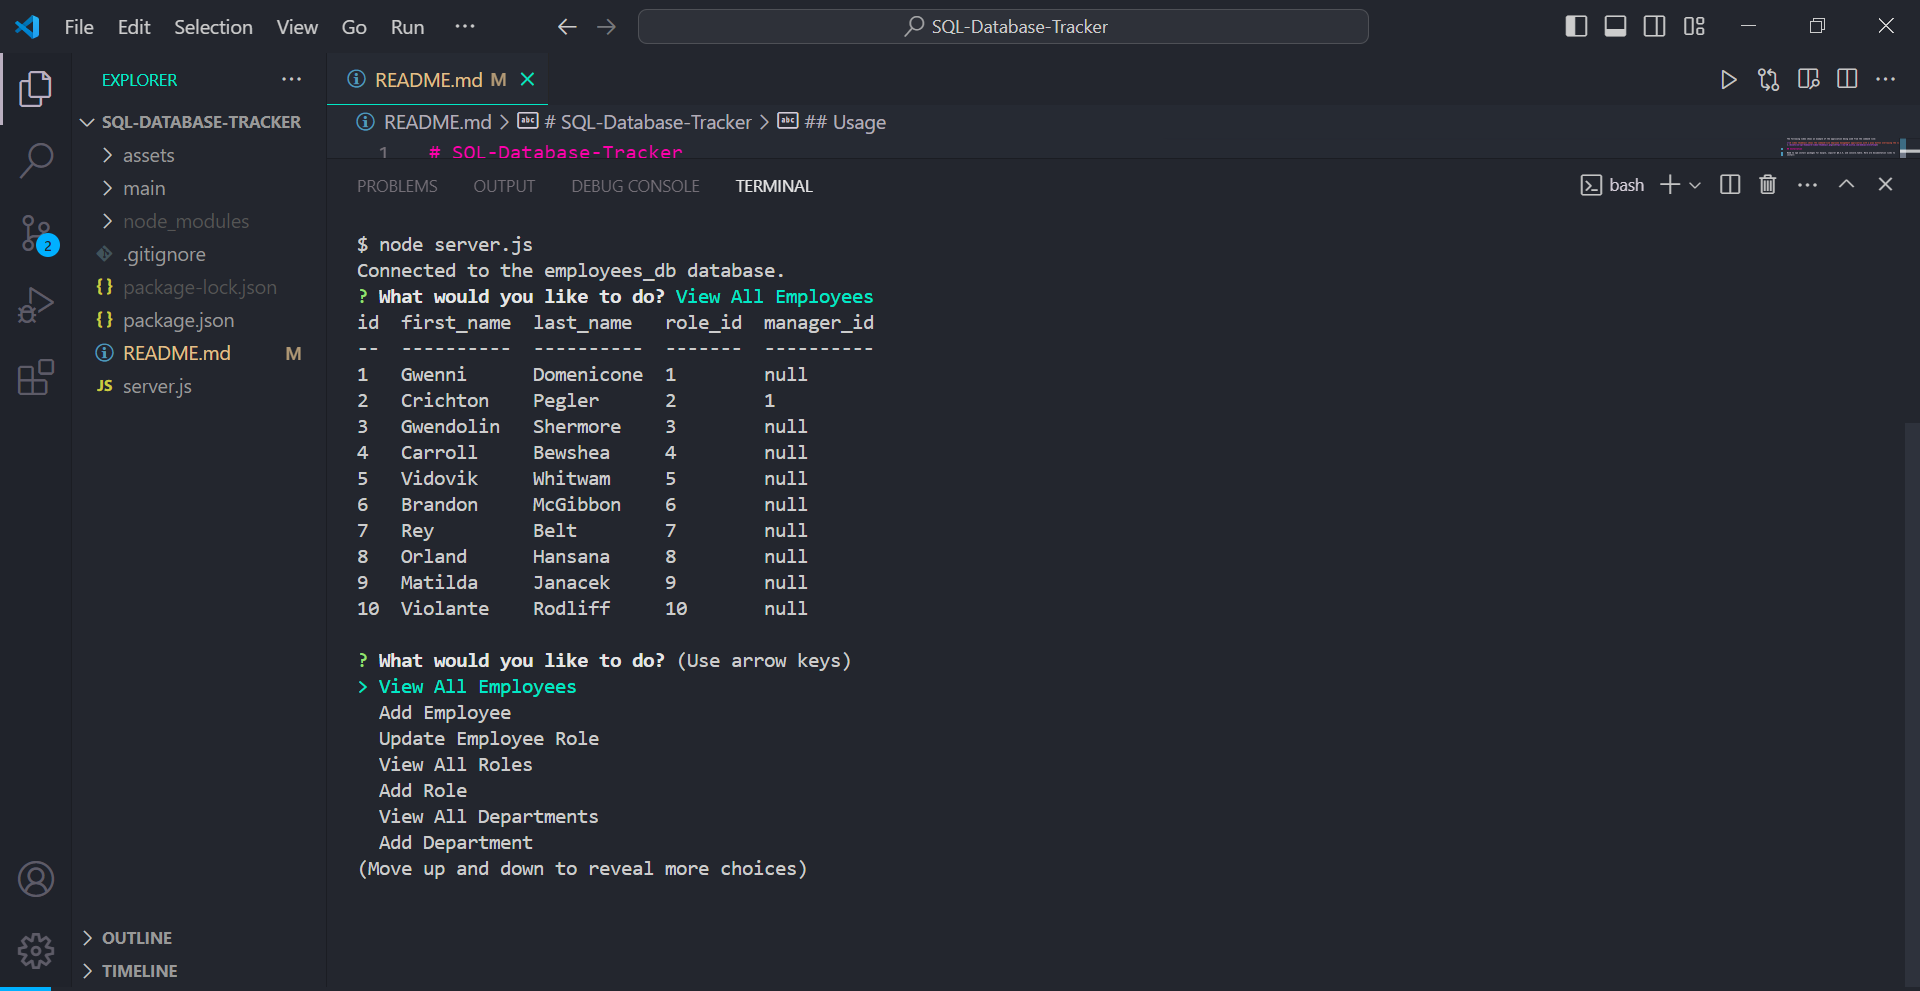 File Edit Selection View Go Run ··· SQL-Database-Tracker
EXPLORER ···
SQL-DATABASE-TRACKER
assets
main
node_modules
.gitignore
{} package-lock.json
{} package.json
README.md M
JS server.js
2
OUTLINE
TIMELINE
README.md M
README.md > # SQL-Database-Tracker > ## Usage
1 # SQL-Database-Tracker
PROBLEMS OUTPUT DEBUG CONSOLE TERMINAL bash
$ node server.js
Connected to the employees_db database.
? What would you like to do? View All Employees
id first_name last_name role_id manager_id
-- ---------- ---------- ------- ----------
1 Gwenni Domenicone 1 null
2 Crichton Pegler 2 1
3 Gwendolin Shermore 3 null
4 Carroll Bewshea 4 null
5 Vidovik Whitwam 5 null
6 Brandon McGibbon 6 null
7 Rey Belt 7 null
8 Orland Hansana 8 null
9 Matilda Janacek 9 null
10 Violante Rodliff 10 null
? What would you like to do? (Use arrow keys)
> View All Employees
Add Employee
Update Employee Role
View All Roles
Add Role
View All Departments
Add Department
(Move up and down to reveal more choices)